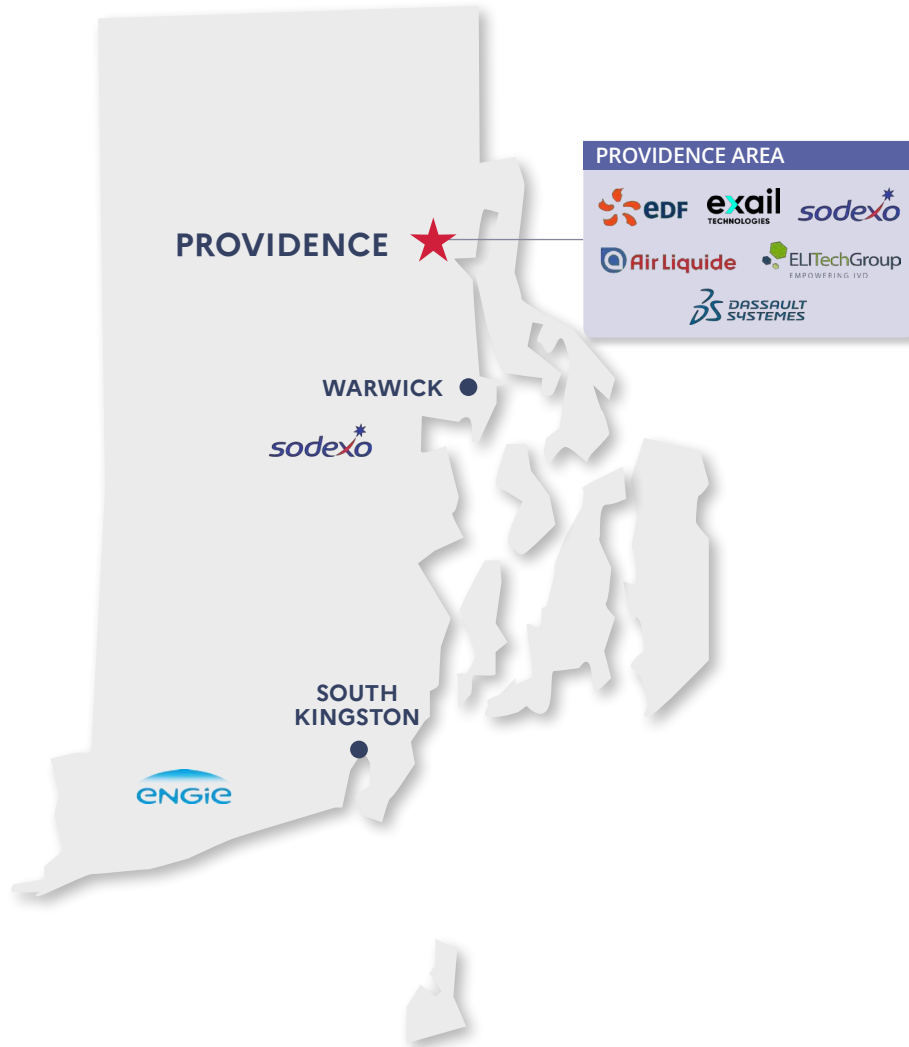 PROVIDENCE AREA
eDF
exail
TECHNOLOGIES
sodexo
Air Liquide
ELITechGroup
EMPOWERING IVD
DASSAULT
SYSTEMES
PROVIDENCE
WARWICK
sodexo
SOUTH
KINGSTON
eNGie